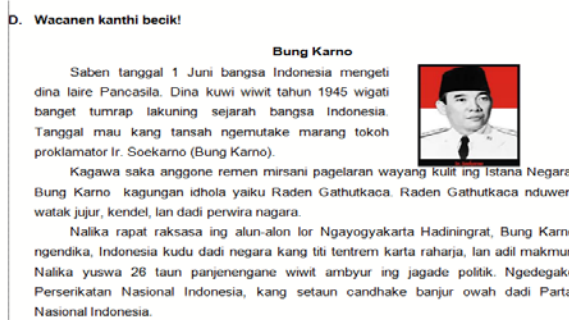 D. Wacanen kanthi becik!
Bung Karno
Saben tanggal 1 Juni bangsa Indonesia mengeti
dina laire Pancasila. Dina kuwi wiwit tahun 1945 wigati
banget tumrap lakuning sejarah bangsa Indonesia.
Tanggal mau kang tansah ngemutake marang tokoh
proklamator Ir. Soekarno (Bung Karno).
Kagawa saka anggone remen mirsani pagelaran wayang kulit ing Istana Negara
Bung Karno kagungan idhola yaiku Raden Gathutkaca. Raden Gathutkaca nduwer
watak jujur, kendel, lan dadi perwira nagara.
Nalika rapat raksasa ing alun-alon lor Ngayogyakarta Hadiningrat, Bung Karn
ngendika, Indonesia kudu dadi negara kang titi tentrem karta raharja, lan adil makmur
Nalika yuswa 26 taun panjenengane wiwit ambyur ing jagade politik. Ngedegak
Perserikatan Nasional Indonesia, kang setaun candhake banjur owah dadi Parta
Nasional Indonesia.